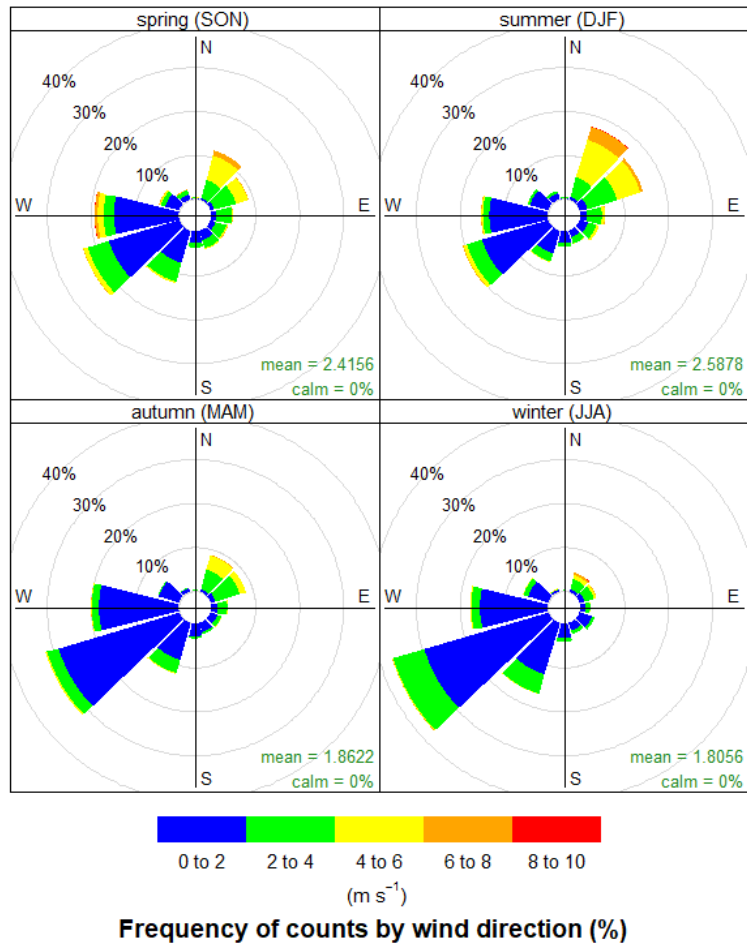 spring (SON)
N
40%
30%
20%
10%
W
E
S
mean = 2.4156
calm = 0%
summer (DJF)
N
40%
30%
20%
10%
W
E
S
mean = 2.5878
calm = 0%
autumn (MAM)
N
40%
30%
20%
10%
W
E
S
mean = 1.8622
calm = 0%
winter (JJA)
N
40%
30%
20%
10%
W
E
S
mean = 1.8056
calm = 0%
0 to 2 2 to 4 4 to 6 6 to 8 8 to 10
(m s⁻¹)
Frequency of counts by wind direction (%)